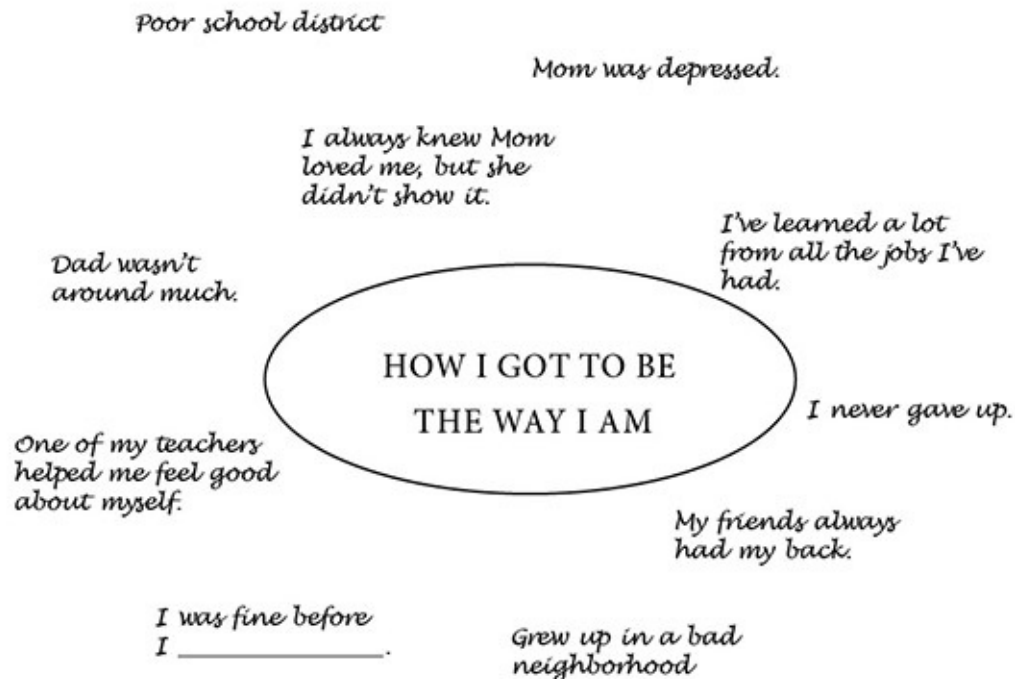 Poor school district
Mom was depressed.
I always knew Mom
loved me, but she
didn't show it.
I've learned a lot
from all the jobs I've
had.
Dad wasn't
around much.
HOW I GOT TO BE
THE WAY I AM
I never gave up.
One of my teachers
helped me feel good
about myself.
My friends always
had my back.
I was fine before
I _______________.
Grew up in a bad
neighborhood